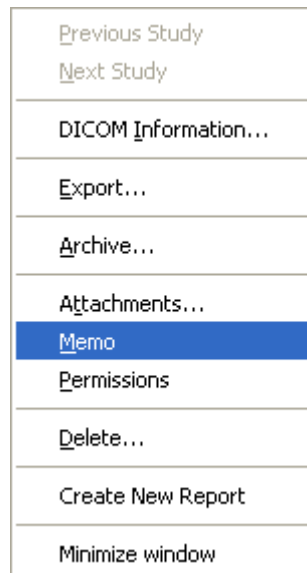 Previous Study
Next Study
DICOM Information...
Export...
Archive...
Attachments...
Memo
Permissions
Delete...
Create New Report
Minimize window